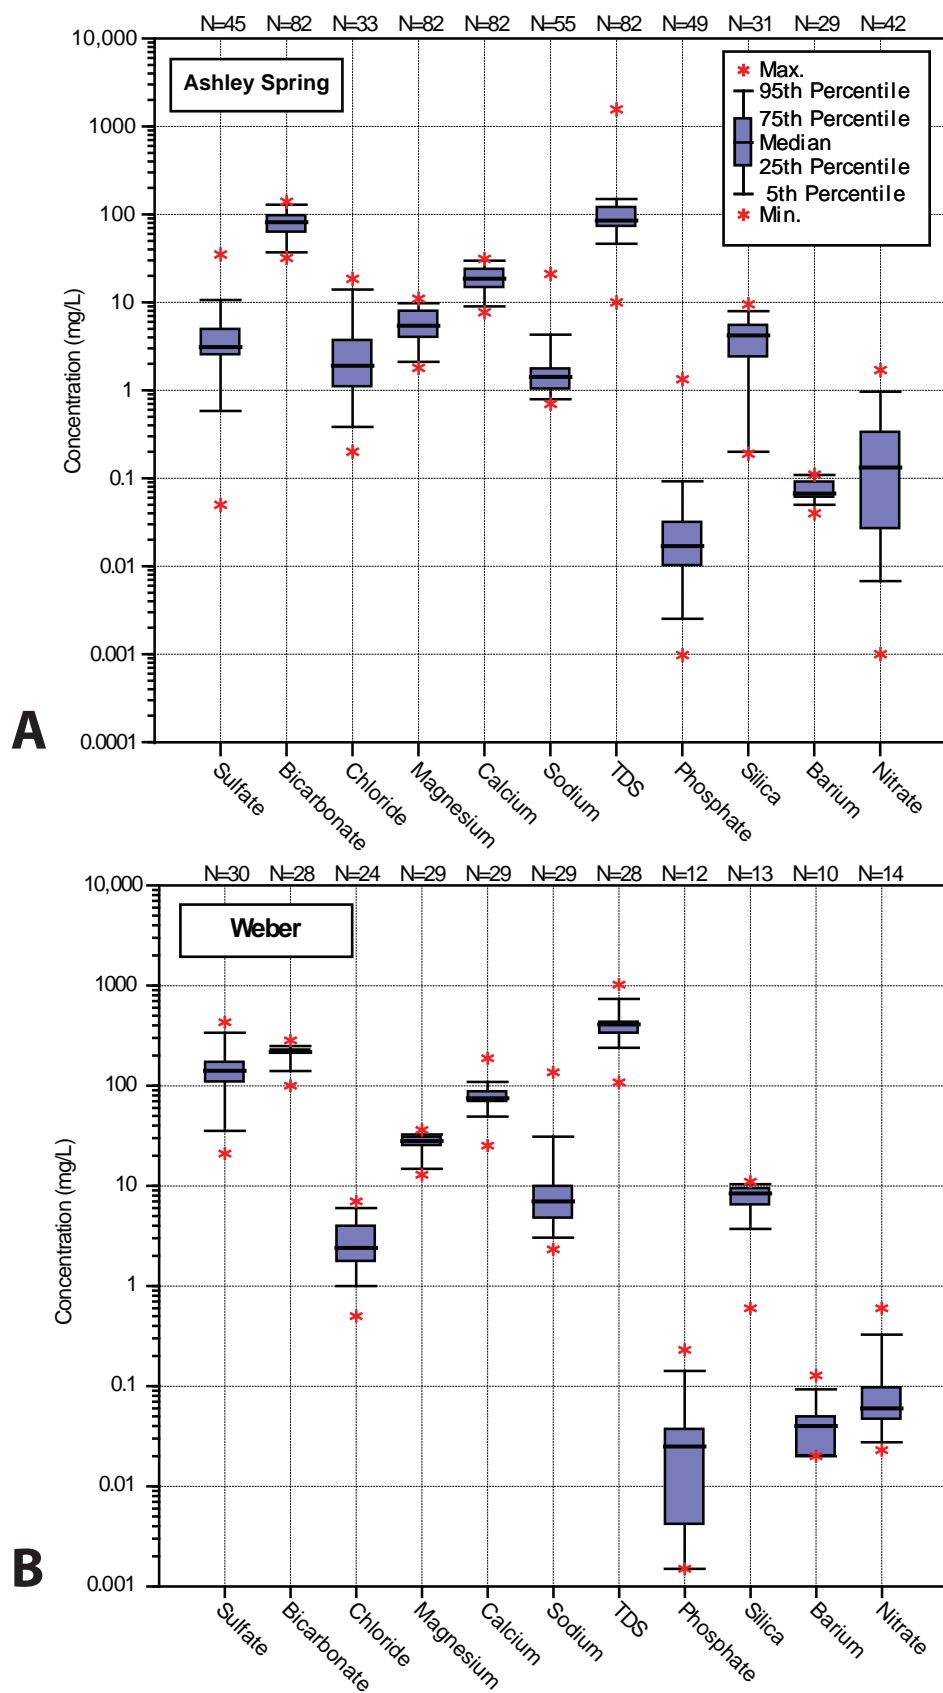 N=45 N=82 N=33 N=82 N=82 N=55 N=82 N=49 N=31 N=29 N=42
10,000
1000
100
10
1
0.1
0.01
0.001
0.0001
Concentration (mg/L)
Ashley Spring
Max.
95th Percentile
75th Percentile
Median
25th Percentile
5th Percentile
Min.
A
Sulfate Bicarbonate Chloride Magnesium Calcium Sodium TDS Phosphate Silica Barium Nitrate
N=30 N=28 N=24 N=29 N=29 N=29 N=28 N=12 N=13 N=10 N=14
10,000
1000
100
10
1
0.1
0.01
0.001
Concentration (mg/L)
Weber
B
Sulfate Bicarbonate Chloride Magnesium Calcium Sodium TDS Phosphate Silica Barium Nitrate